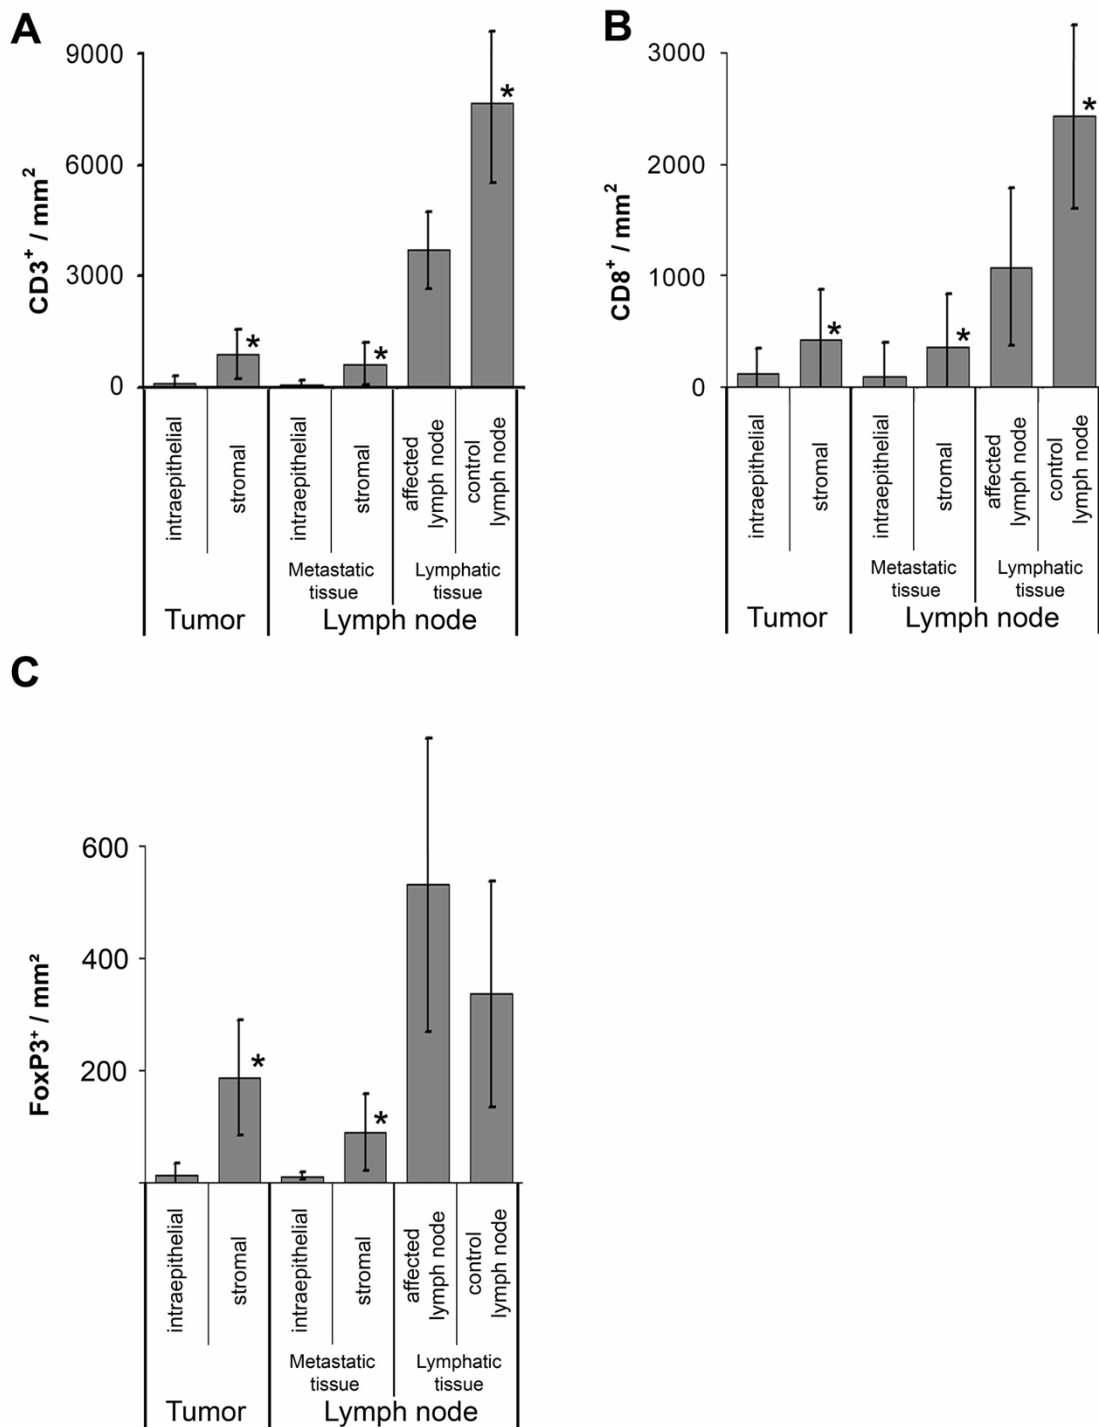 A
9000
6000
3000
0
CD3⁺ / mm²
*
*
*
intraepithelial
stromal
intraepithelial
stromal
affected
lymph node
control
lymph node
Metastatic
tissue
Lymphatic
tissue
Tumor
Lymph node
B
3000
2000
1000
0
CD8⁺ / mm²
*
*
*
intraepithelial
stromal
intraepithelial
stromal
affected
lymph node
control
lymph node
Metastatic
tissue
Lymphatic
tissue
Tumor
Lymph node
C
600
400
200
FoxP3⁺ / mm²
*
*
intraepithelial
stromal
intraepithelial
stromal
affected
lymph node
control
lymph node
Metastatic
tissue
Lymphatic
tissue
Tumor
Lymph node